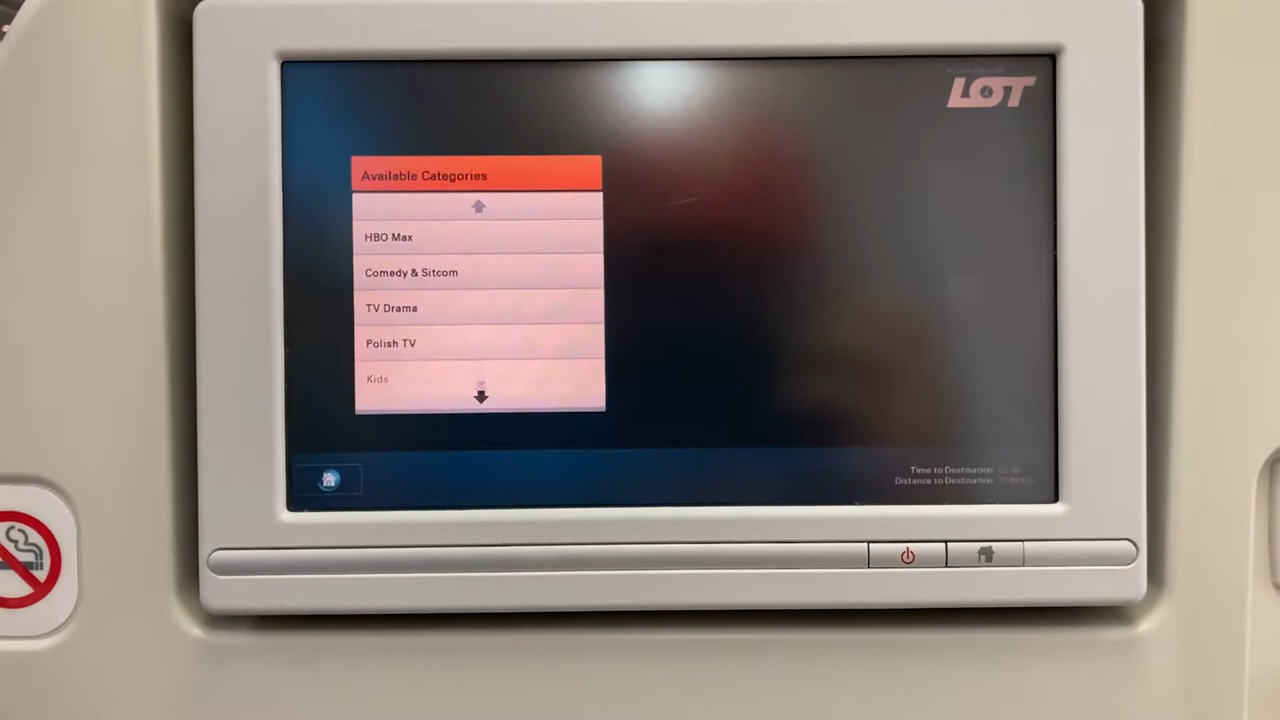 LOT
Available Categories
HBO Max
Comedy & Sitcom
TV Drama
Polish TV
Kids
Time to Destination
Distance to Destination